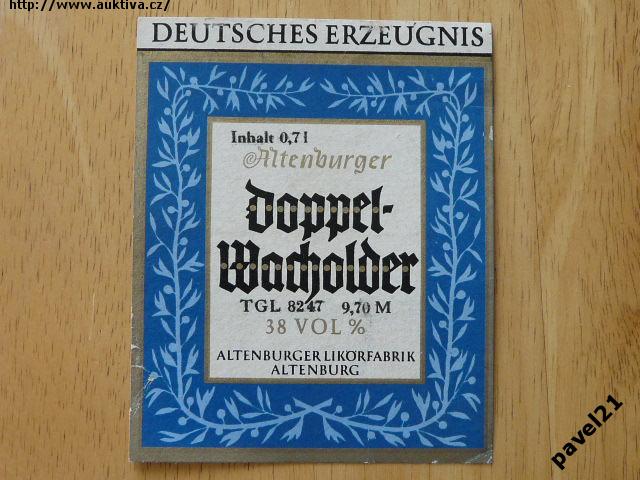 http://www.auktiva.cz/
DEUTSCHES ERZEUGNIS
Inhalt 0,7 l
Altenburger
Doppel-
Wacholder
TGL 8247 9,70 M
38 VOL %
ALTENBURGER LIKÖRFABRIK
ALTENBURG
pavel21